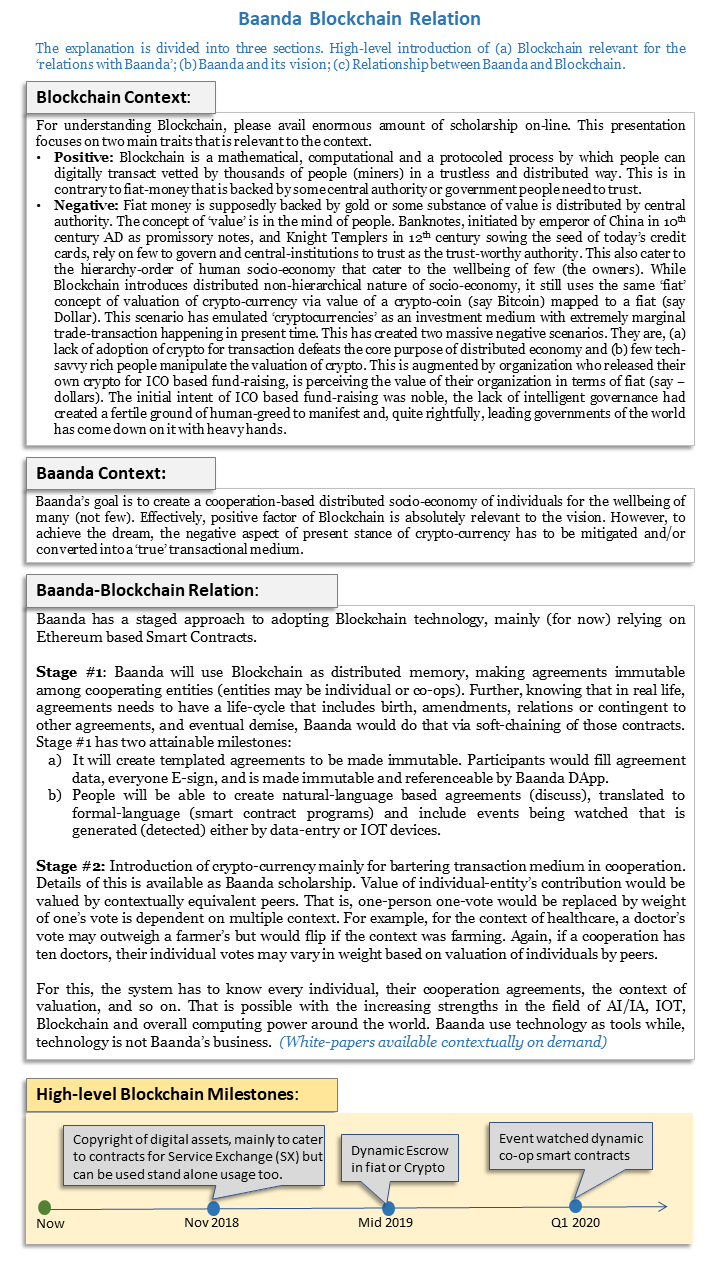 Baanda Blockchain Relation
The explanation is divided into three sections. High-level introduction of (a) Blockchain relevant for the
‘relations with Baanda’; (b) Baanda and its vision; (c) Relationship between Baanda and Blockchain.
Blockchain Context:
For understanding Blockchain, please avail enormous amount of scholarship on-line. This presentation
focuses on two main traits that is relevant to the context.
• Positive: Blockchain is a mathematical, computational and a protocoled process by which people can
digitally transact vetted by thousands of people (miners) in a trustless and distributed way. This is in
contrary to fiat-money that is backed by some central authority or government people need to trust.
• Negative: Fiat money is supposedly backed by gold or some substance of value is distributed by central
authority. The concept of ‘value’ is in the mind of people. Banknotes, initiated by emperor of China in 10th
century AD as promissory notes, and Knight Templers in 12th century sowing the seed of today’s credit
cards, rely on few to govern and central-institutions to trust as the trust-worthy authority. This also cater to
the hierarchy-order of human socio-economy that cater to the wellbeing of few (the owners). While
Blockchain introduces distributed non-hierarchical nature of socio-economy, it still uses the same ‘fiat’
concept of valuation of crypto-currency via value of a crypto-coin (say Bitcoin) mapped to a fiat (say
Dollar). This scenario has emulated ‘cryptocurrencies’ as an investment medium with extremely marginal
trade-transaction happening in present time. This has created two massive negative scenarios. They are, (a)
lack of adoption of crypto for transaction defeats the core purpose of distributed economy and (b) few tech-
savvy rich people manipulate the valuation of crypto. This is augmented by organization who released their
own crypto for ICO based fund-raising, is perceiving the value of their organization in terms of fiat (say –
dollars). The initial intent of ICO based fund-raising was noble, the lack of intelligent governance had
created a fertile ground of human-greed to manifest and, quite rightfully, leading governments of the world
has come down on it with heavy hands.
Baanda Context:
Baanda’s goal is to create a cooperation-based distributed socio-economy of individuals for the wellbeing of
many (not few). Effectively, positive factor of Blockchain is absolutely relevant to the vision. However, to
achieve the dream, the negative aspect of present stance of crypto-currency has to be mitigated and/or
converted into a ‘true’ transactional medium.
Baanda-Blockchain Relation:
Baanda has a staged approach to adopting Blockchain technology, mainly (for now) relying on
Ethereum based Smart Contracts.
Stage #1: Baanda will use Blockchain as distributed memory, making agreements immutable
among cooperating entities (entities may be individual or co-ops). Further, knowing that in real life,
agreements needs to have a life-cycle that includes birth, amendments, relations or contingent to
other agreements, and eventual demise, Baanda would do that via soft-chaining of those contracts.
Stage #1 has two attainable milestones:
a) It will create templated agreements to be made immutable. Participants would fill agreement
data, everyone E-sign, and is made immutable and referenceable by Baanda DApp.
b) People will be able to create natural-language based agreements (discuss), translated to
formal-language (smart contract programs) and include events being watched that is
generated (detected) either by data-entry or IOT devices.
Stage #2: Introduction of crypto-currency mainly for bartering transaction medium in cooperation.
Details of this is available as Baanda scholarship. Value of individual-entity’s contribution would be
valued by contextually equivalent peers. That is, one-person one-vote would be replaced by weight
of one’s vote is dependent on multiple context. For example, for the context of healthcare, a doctor’s
vote may outweigh a farmer’s but would flip if the context was farming. Again, if a cooperation has
ten doctors, their individual votes may vary in weight based on valuation of individuals by peers.
For this, the system has to know every individual, their cooperation agreements, the context of
valuation, and so on. That is possible with the increasing strengths in the field of AI/IA, IOT,
Blockchain and overall computing power around the world. Baanda use technology as tools while,
technology is not Baanda’s business. (White-papers available contextually on demand)
High-level Blockchain Milestones:
Copyright of digital assets, mainly to cater
to contracts for Service Exchange (SX) but
can be used stand alone usage too.
Dynamic Escrow
in fiat or Crypto
Event watched dynamic
co-op smart contracts
Now
Nov 2018
Mid 2019
Q1 2020